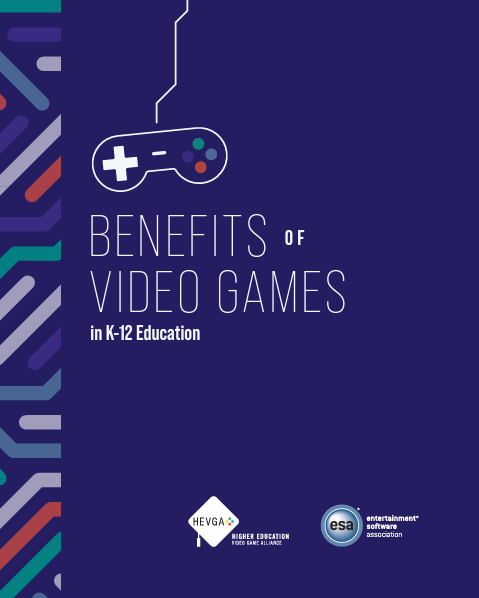 BENEFITS OF
VIDEO GAMES
in K-12 Education
HEVGA
HIGHER EDUCATION
VIDEO GAME ALLIANCE
esa
entertainment®
software
association